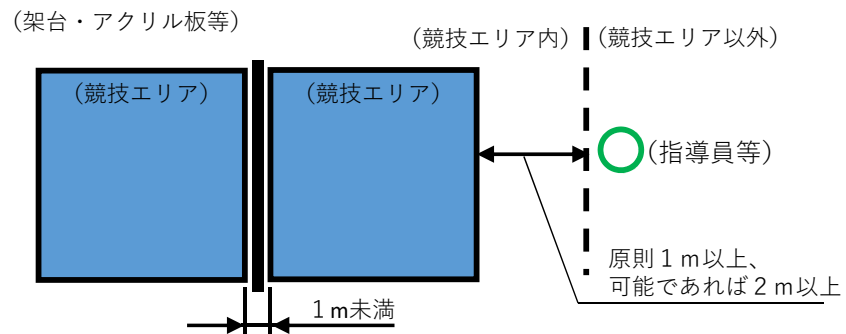 (架台・アクリル板等)
(競技エリア内)
(競技エリア以外)
(競技エリア)
(競技エリア)
(指導員等)
原則１ｍ以上、
可能であれば２ｍ以上
１m未満